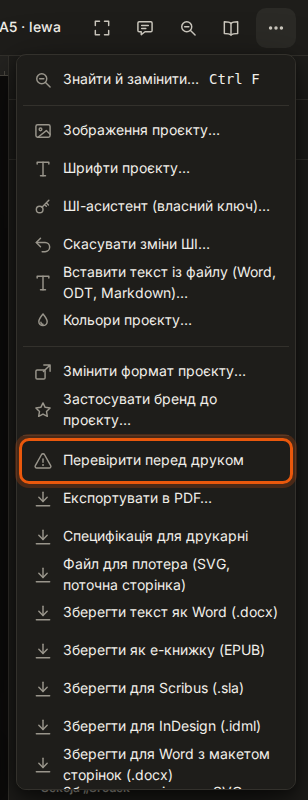 A5 · lewa
Знайти й замінити... Ctrl F
Зображення проєкту...
Шрифти проєкту...
ШІ-асистент (власний ключ)...
Скасувати зміни ШІ...
Вставити текст із файлу (Word,
ODT, Markdown)...
Кольори проєкту...
Змінити формат проєкту...
Застосувати бренд до
проєкту...
Перевірити перед друком
Експортувати в PDF...
Специфікація для друкарні
Файл для плотера (SVG,
поточна сторінка)
Зберегти текст як Word (.docx)
Зберегти як е-книжку (EPUB)
Зберегти для Scribus (.sla)
Зберегти для InDesign (.idml)
Зберегти для Word з макетом
сторінок (.docx)